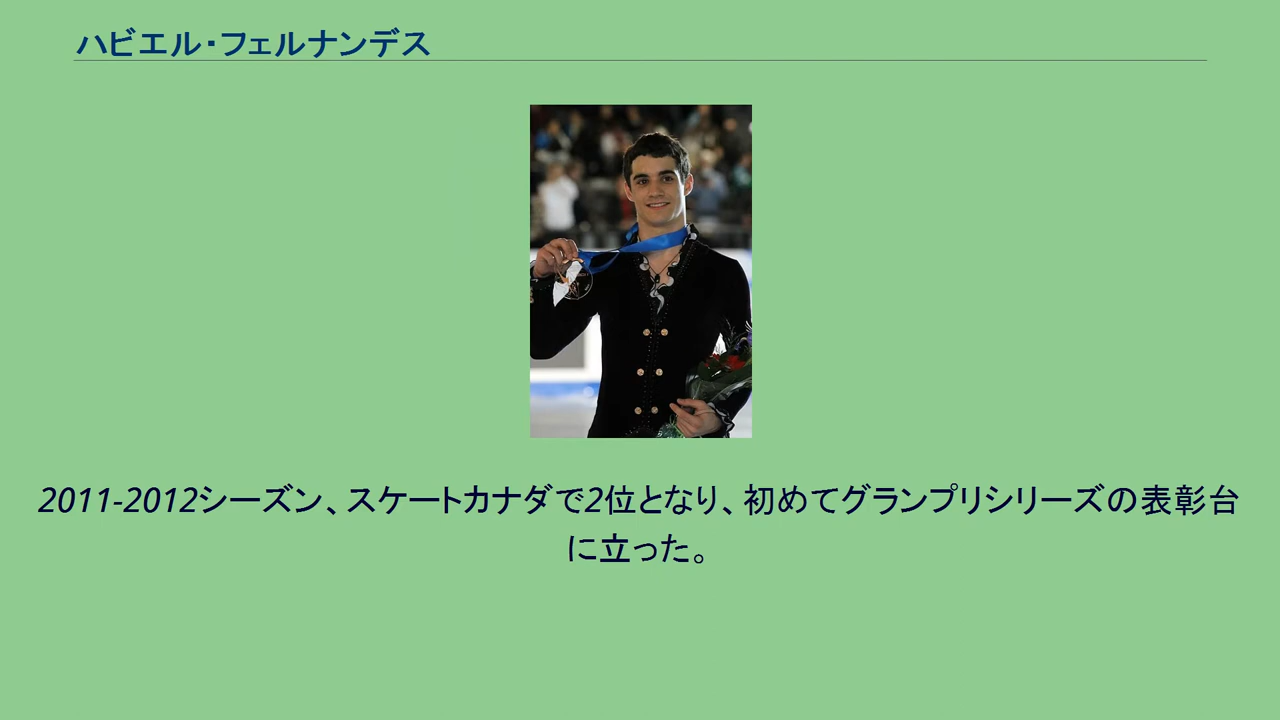 ハビエル・フェルナンデス
2011-2012シーズン、スケートカナダで2位となり、初めてグランプリシリーズの表彰台
に立った。